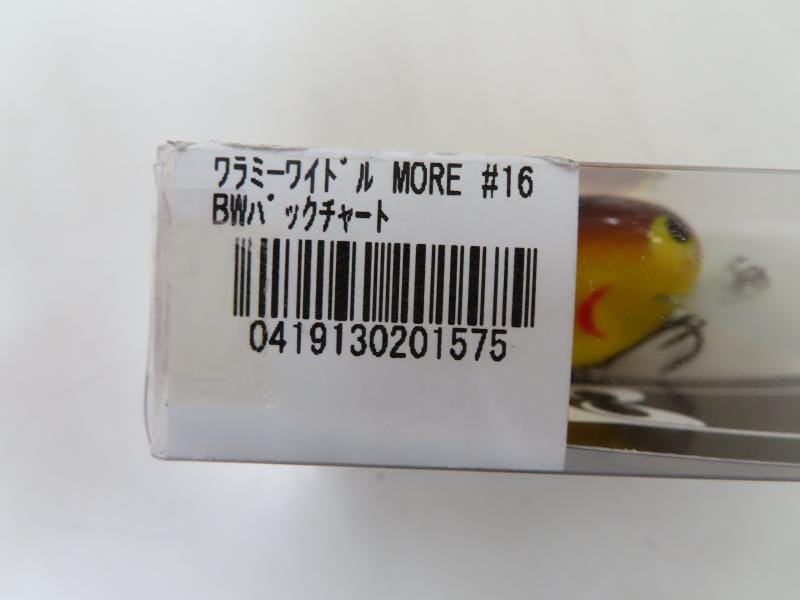 ﾜﾗﾐｰﾜｲﾄﾞﾙ MORE #16
BWﾊﾞｯｸﾁｬｰﾄ
0419130201575